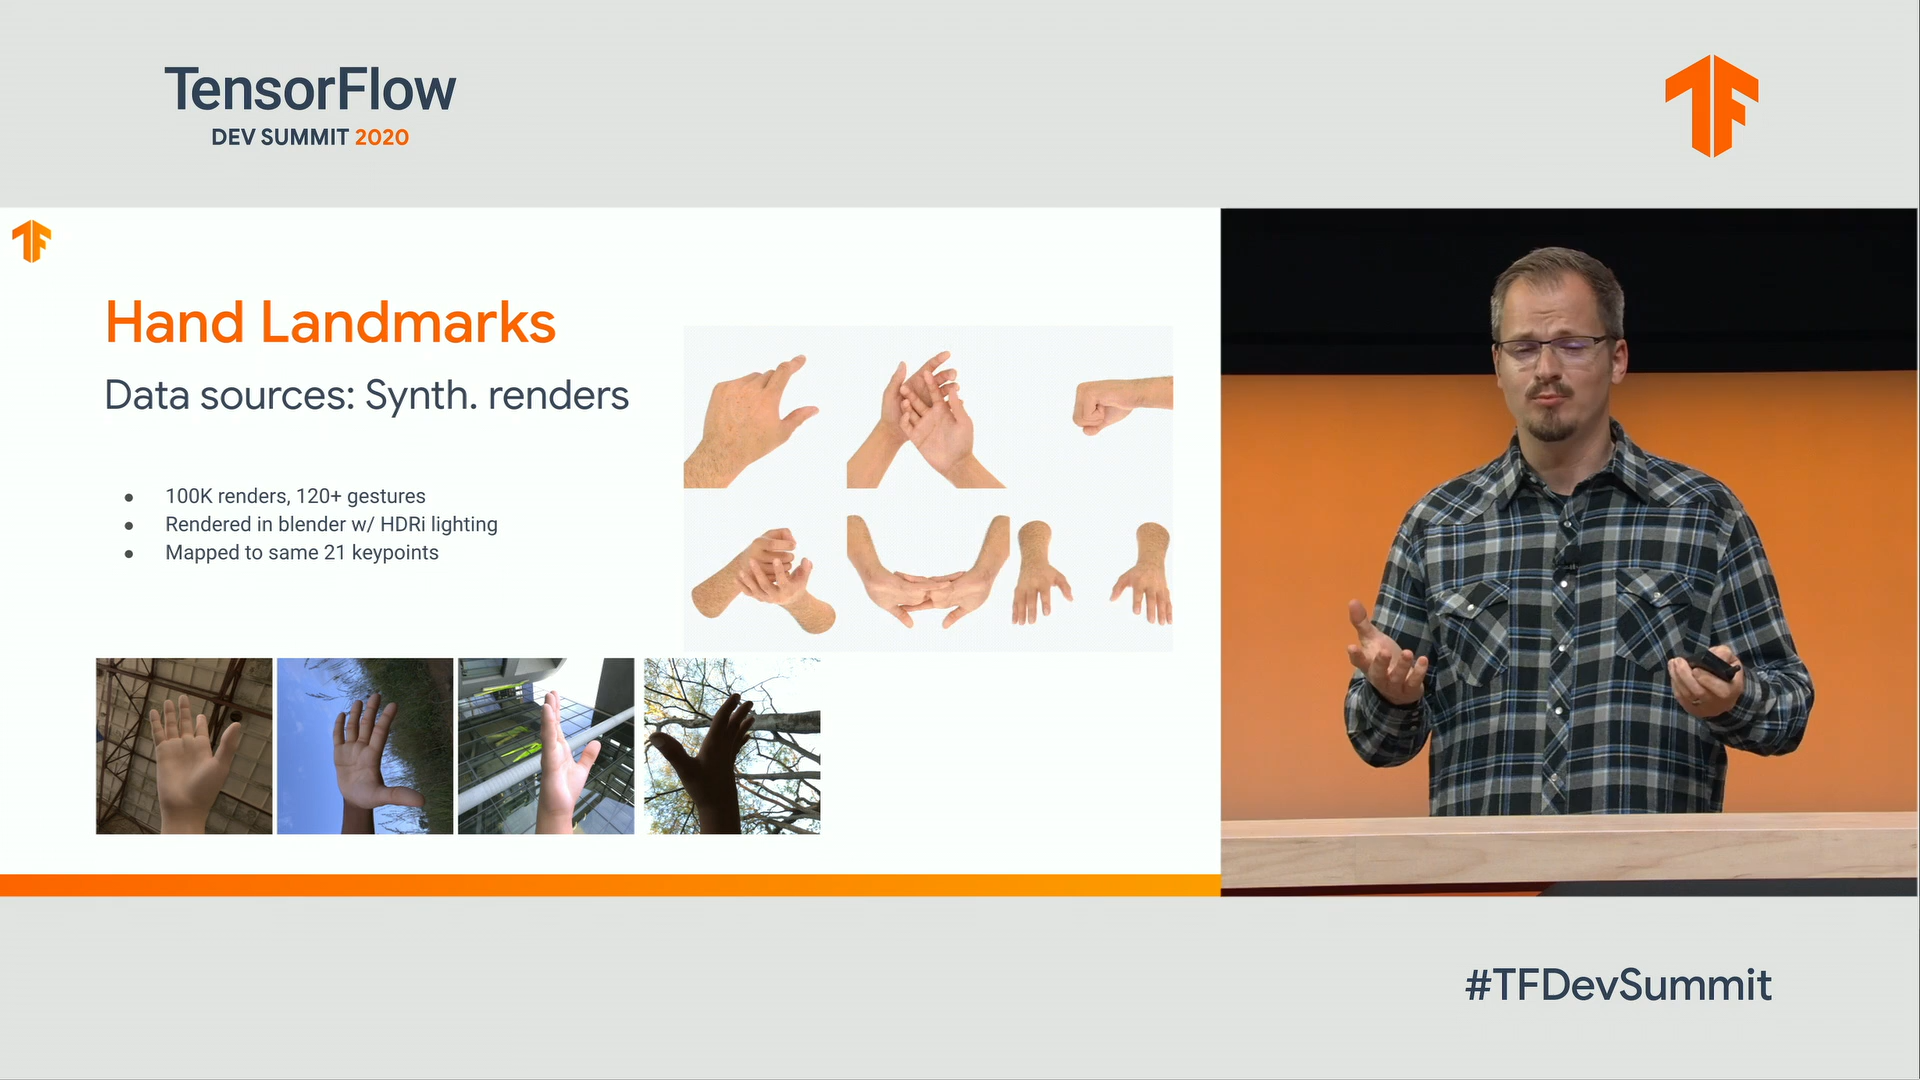 TensorFlow
DEV SUMMIT 2020
Hand Landmarks
Data sources: Synth. renders
● 100K renders, 120+ gestures
● Rendered in blender w/ HDRi lighting
● Mapped to same 21 keypoints
#TFDevSummit